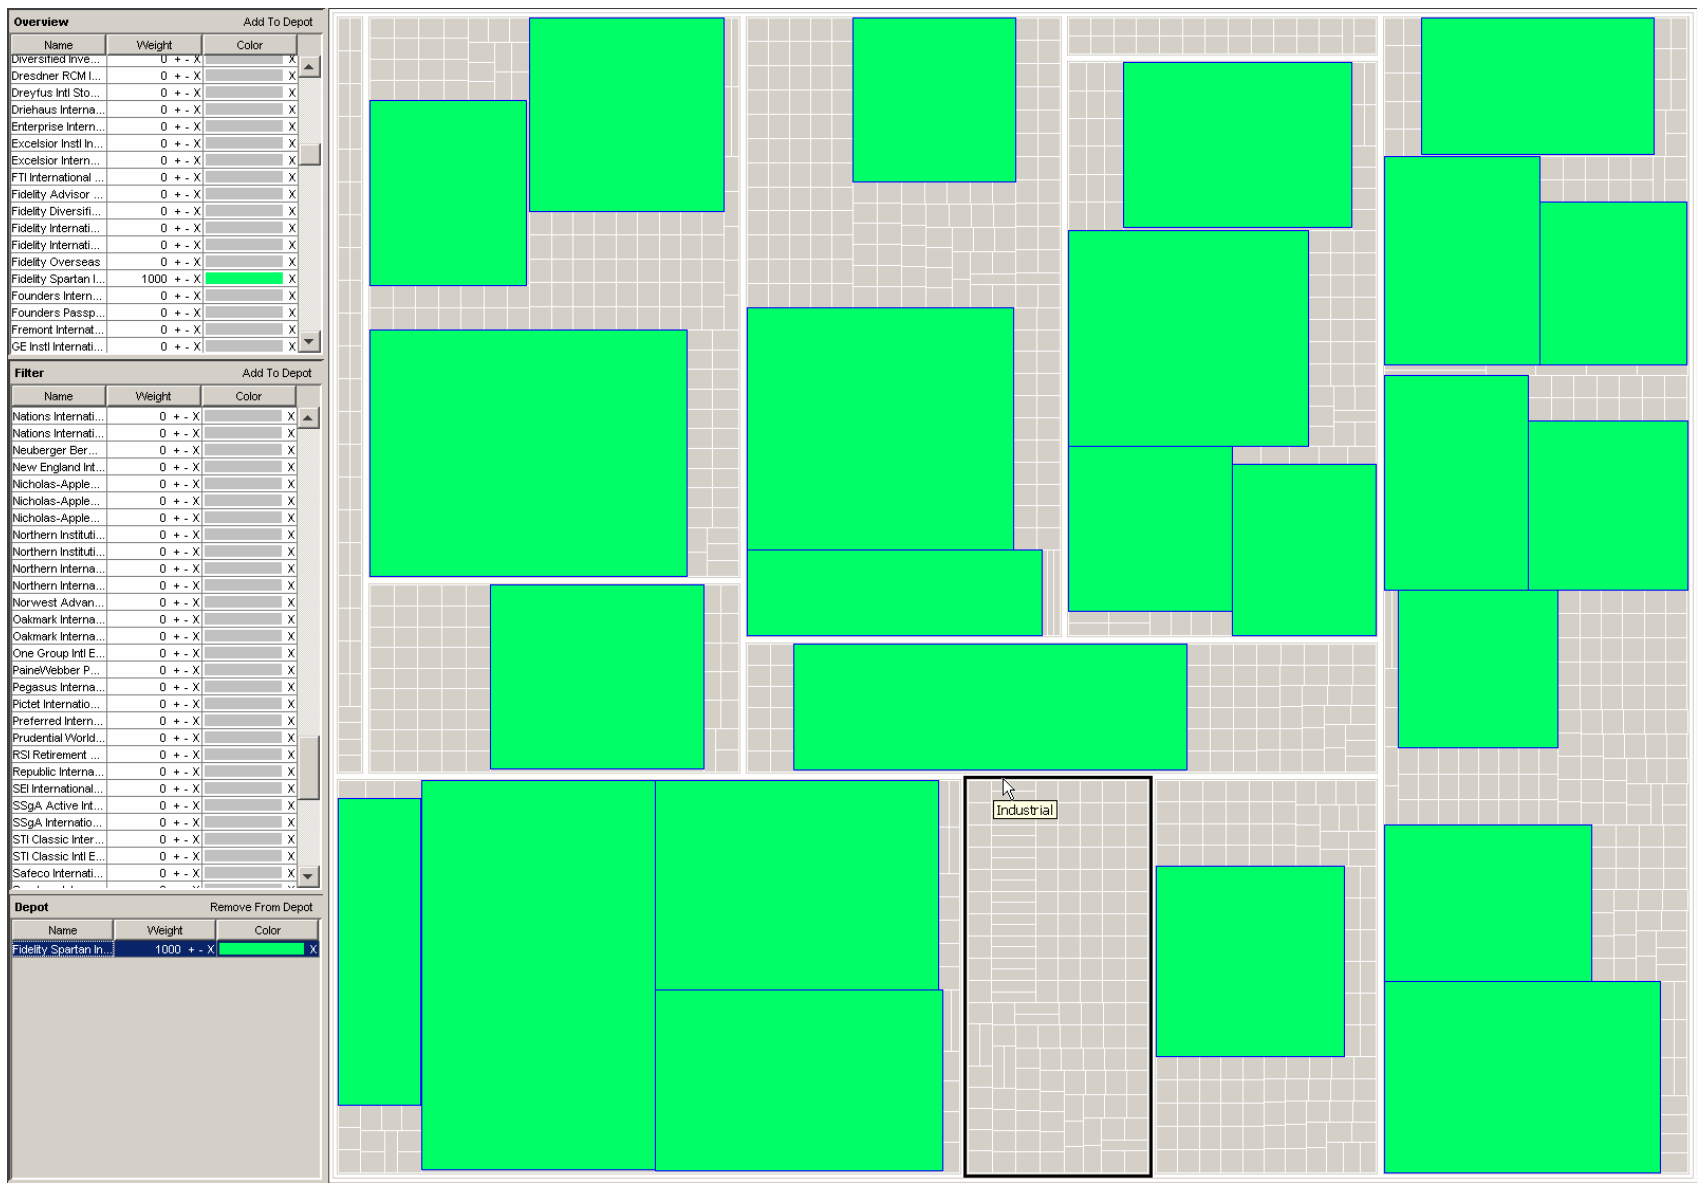 Overview Add To Depot
Name Weight Color
Diversified Inve... 0 + - X X
Dresdner RCM I... 0 + - X X
Dreyfus Intl Sto... 0 + - X X
Driehaus Interna... 0 + - X X
Enterprise Intern... 0 + - X X
Excelsior Instl In... 0 + - X X
Excelsior Intern... 0 + - X X
FTI International ... 0 + - X X
Fidelity Advisor ... 0 + - X X
Fidelity Diversifi... 0 + - X X
Fidelity Internati... 0 + - X X
Fidelity Internati... 0 + - X X
Fidelity Overseas 0 + - X X
Fidelity Spartan I... 1000 + - X X
Founders Intern... 0 + - X X
Founders Passp... 0 + - X X
Fremont Internat... 0 + - X X
GE Instl Internati... 0 + - X X
Filter Add To Depot
Name Weight Color
Nations Internati... 0 + - X X
Nations Internati... 0 + - X X
Neuberger Ber... 0 + - X X
New England Int... 0 + - X X
Nicholas-Apple... 0 + - X X
Nicholas-Apple... 0 + - X X
Nicholas-Apple... 0 + - X X
Northern Instituti... 0 + - X X
Northern Instituti... 0 + - X X
Northern Interna... 0 + - X X
Northern Interna... 0 + - X X
Norwest Advan... 0 + - X X
Oakmark Interna... 0 + - X X
Oakmark Interna... 0 + - X X
One Group Intl E... 0 + - X X
PaineWebber P... 0 + - X X
Pegasus Interna... 0 + - X X
Pictet Internatio... 0 + - X X
Preferred Intern... 0 + - X X
Prudential World... 0 + - X X
RSI Retirement ... 0 + - X X
Republic Interna... 0 + - X X
SEI International... 0 + - X X
SSgA Active Int... 0 + - X X
SSgA Internatio... 0 + - X X
STI Classic Inter... 0 + - X X
STI Classic Intl E... 0 + - X X
Safeco Internati... 0 + - X X
Depot Remove From Depot
Name Weight Color
Fidelity Spartan In... 1000 + - X X
Industrial